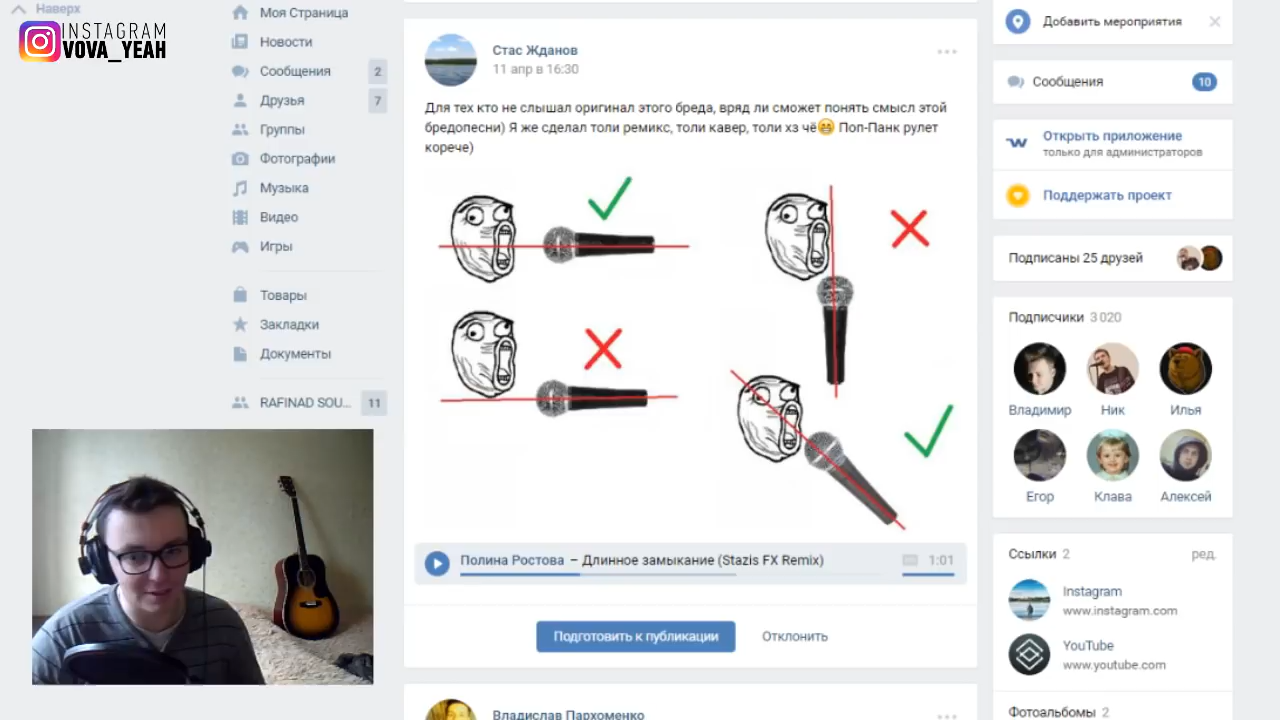 Наверх
INSTAGRAM
VOVA_YEAH
Моя Страница
Новости
Сообщения 2
Друзья 7
Группы
Фотографии
Музыка
Видео
Игры
Товары
Закладки
Документы
RAFINAD SOU... 11
Стас Жданов
11 апр в 16:30
Для тех кто не слышал оригинал этого бреда, вряд ли сможет понять смысл этой
бредопесни) Я же сделал толи ремикс, толи кавер, толи хз чё😁 Поп-Панк рулет
короче)
Полина Ростова – Длинное замыкание (Stazis FX Remix) 1:01
Подготовить к публикации Отклонить
Владислав Пархоменко
Добавить мероприятия
Сообщения 10
Открыть приложение
только для администраторов
Поддержать проект
Подписаны 25 друзей
Подписчики 3 020
Владимир Ник Илья
Егор Клава Алексей
Ссылки 2 ред.
Instagram
www.instagram.com
YouTube
www.youtube.com
Фотоальбомы 2